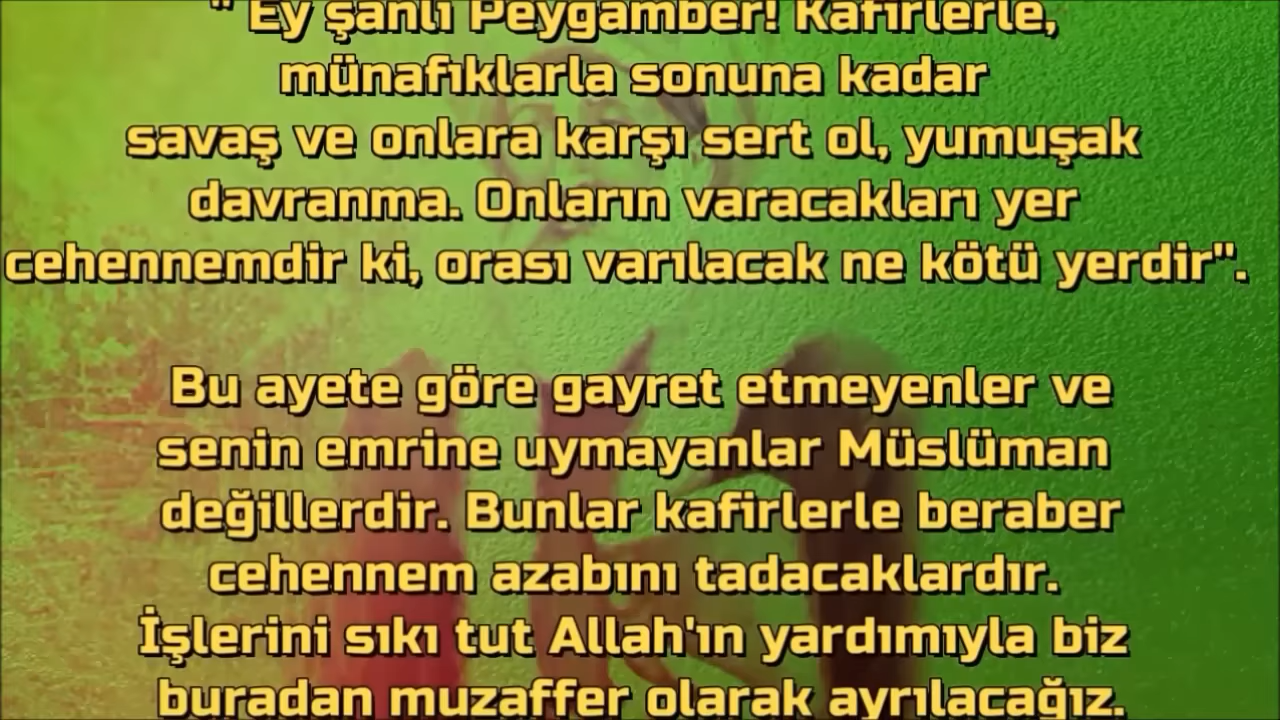 " Ey şanlı Peygamber! Kafirlerle,
münafıklarla sonuna kadar
savaş ve onlara karşı sert ol, yumuşak
davranma. Onların varacakları yer
cehennemdir ki, orası varılacak ne kötü yerdir".
Bu ayete göre gayret etmeyenler ve
senin emrine uymayanlar Müslüman
değillerdir. Bunlar kafirlerle beraber
cehennem azabını tadacaklardır.
İşlerini sıkı tut Allah'ın yardımıyla biz
buradan muzaffer olarak ayrılacağız.